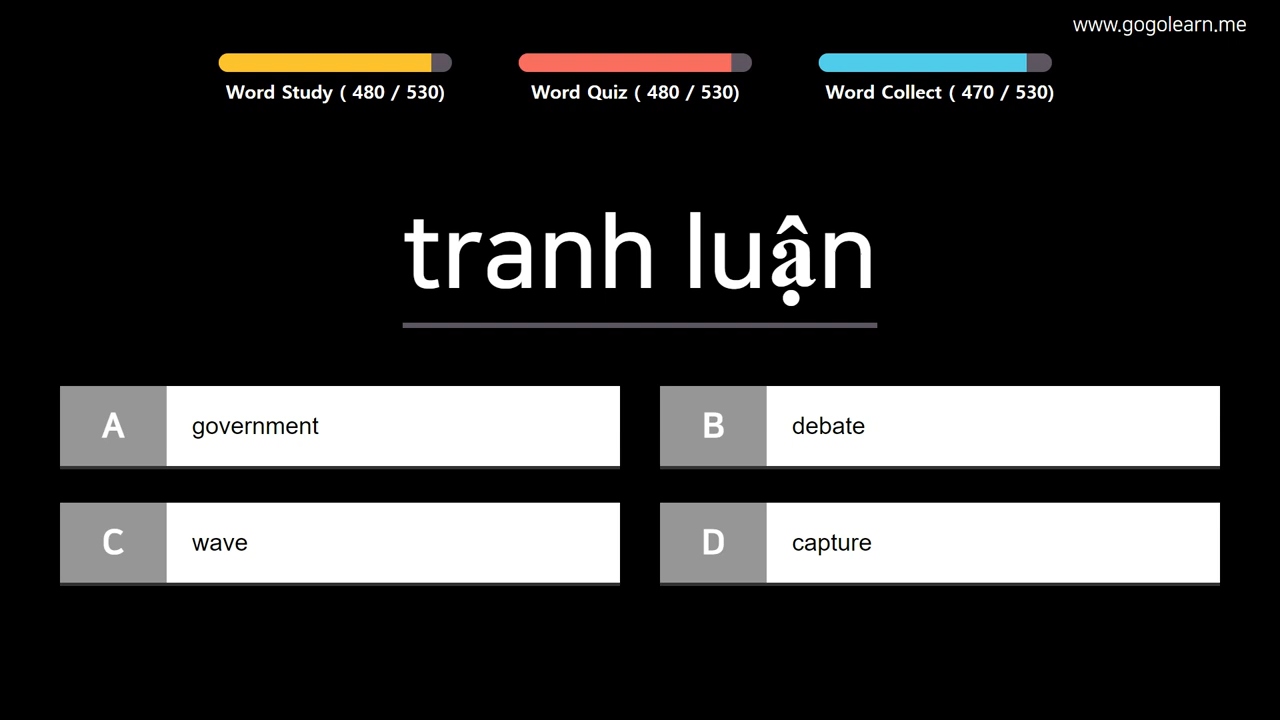 www.gogolearn.me
Word Study ( 480 / 530)
Word Quiz ( 480 / 530)
Word Collect ( 470 / 530)
tranh luận
A government
B debate
C wave
D capture